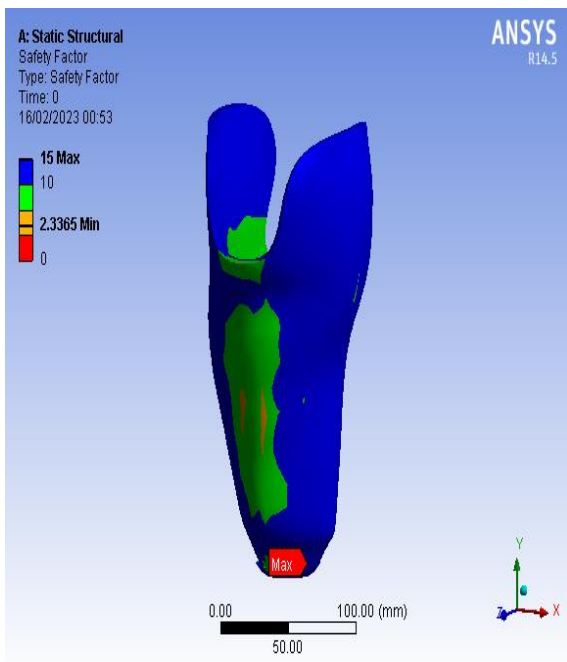 A: Static Structural
Safety Factor
Type: Safety Factor
Time: 0
16/02/2023 00:53
ANSYS
R14.5
15 Max
10
2.3365 Min
0
Max
Y
Z
X
0.00
100.00 (mm)
50.00